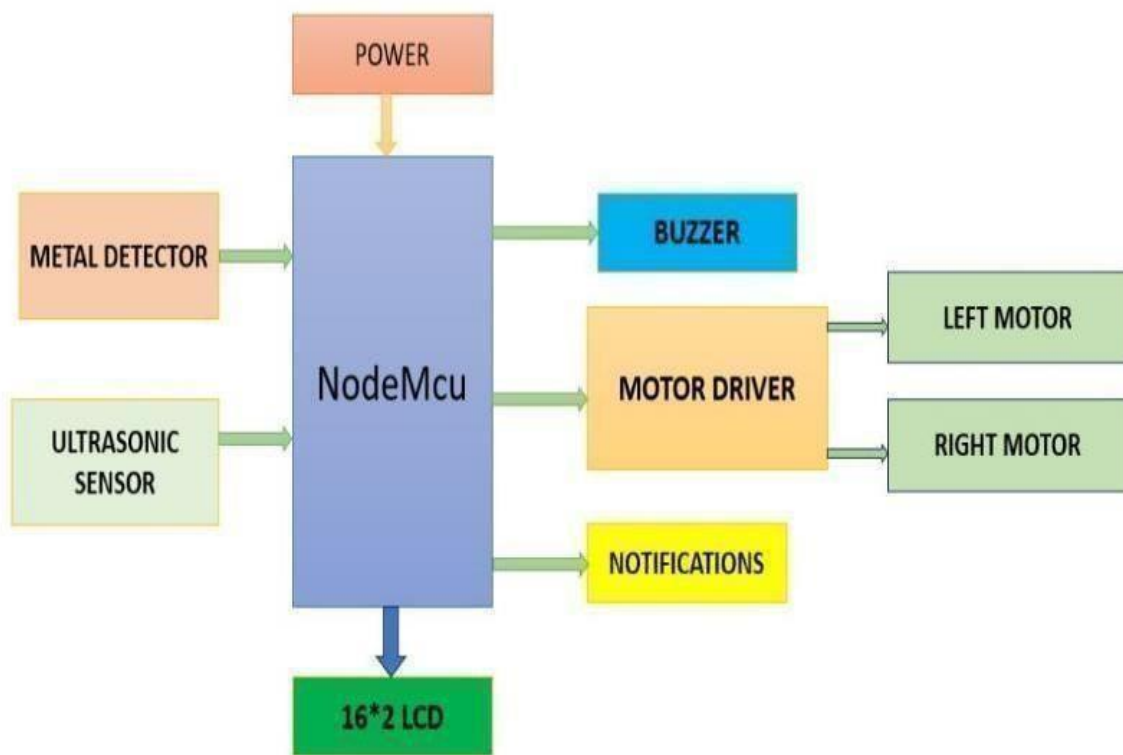 POWER
METAL DETECTOR
ULTRASONIC
SENSOR
NodeMcu
BUZZER
MOTOR DRIVER
NOTIFICATIONS
LEFT MOTOR
RIGHT MOTOR
16*2 LCD